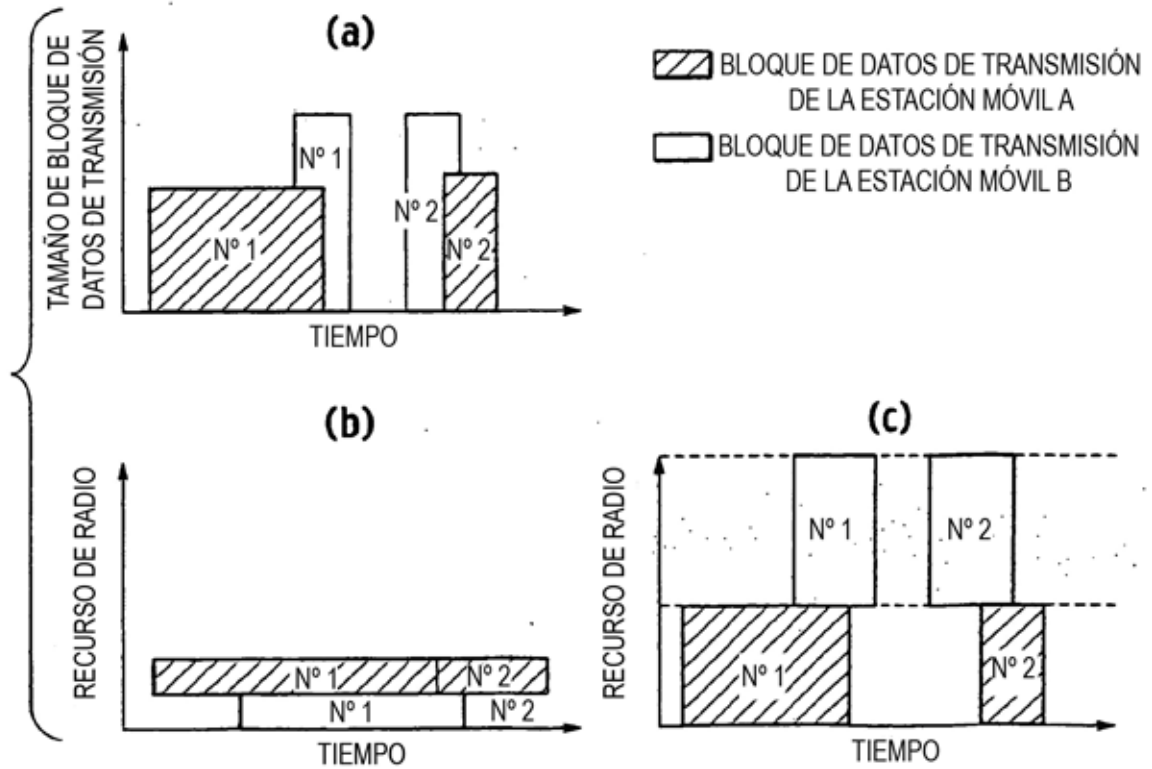 (a)
TAMAÑO DE BLOQUE DE
DATOS DE TRANSMISIÓN
Nº 1
Nº 1
Nº 2
Nº 2
TIEMPO
BLOQUE DE DATOS DE TRANSMISIÓN
DE LA ESTACIÓN MÓVIL A
BLOQUE DE DATOS DE TRANSMISIÓN
DE LA ESTACIÓN MÓVIL B
(b)
RECURSO DE RADIO
Nº 1
Nº 2
Nº 1
Nº 2
TIEMPO
(c)
RECURSO DE RADIO
Nº 1
Nº 2
Nº 1
Nº 2
TIEMPO